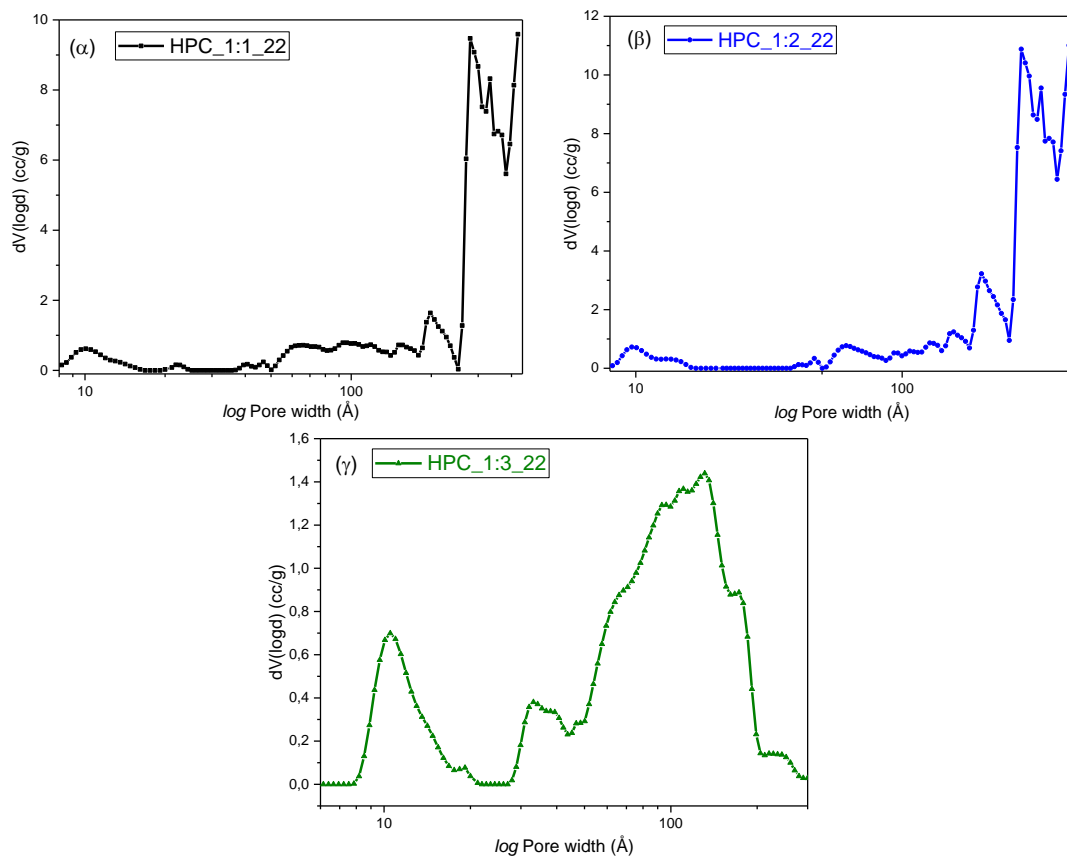 (α)
HPC_1:1_22
10
8
6
4
2
0
dV(logd) (cc/g)
10
100
log Pore width (Å)
(β)
HPC_1:2_22
12
10
8
6
4
2
0
dV(logd) (cc/g)
10
100
log Pore width (Å)
(γ)
HPC_1:3_22
1,6
1,4
1,2
1,0
0,8
0,6
0,4
0,2
0,0
dV(logd) (cc/g)
10
100
log Pore width (Å)